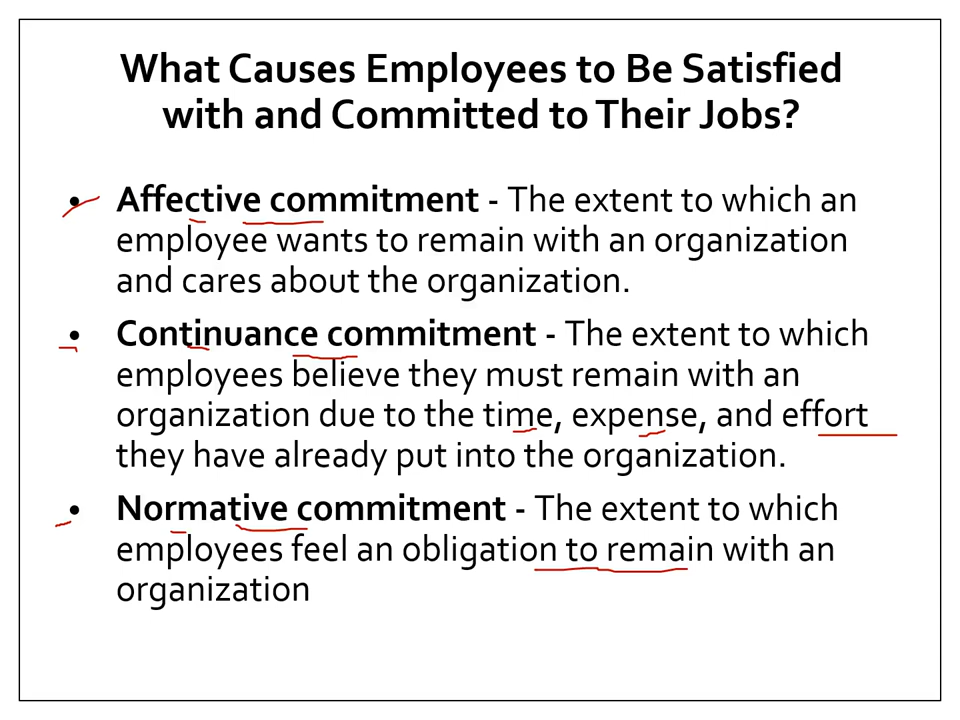 What Causes Employees to Be Satisfied
with and Committed to Their Jobs?
• Affective commitment - The extent to which an
employee wants to remain with an organization
and cares about the organization.
• Continuance commitment - The extent to which
employees believe they must remain with an
organization due to the time, expense, and effort
they have already put into the organization.
• Normative commitment - The extent to which
employees feel an obligation to remain with an
organization